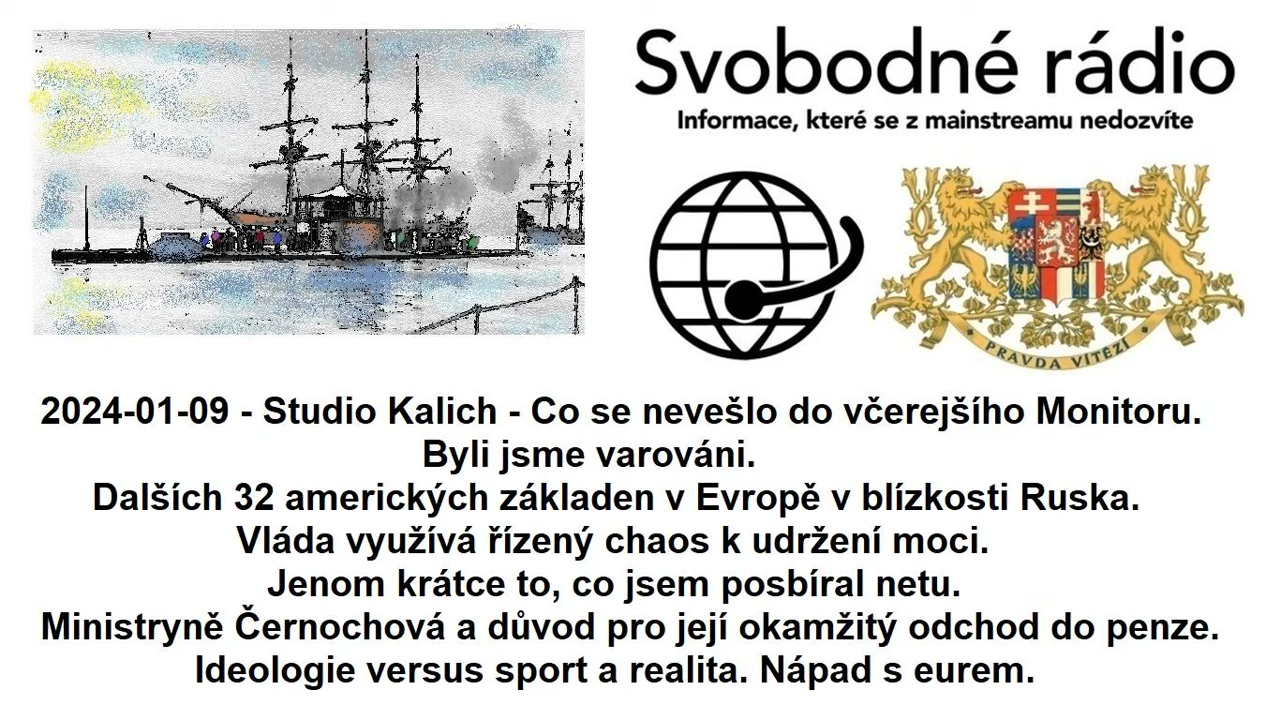 Svobodné rádio
Informace, které se z mainstreamu nedozvíte
PRAVDA VÍTĚZÍ
2024-01-09 - Studio Kalich - Co se nevešlo do včerejšího Monitoru.
Byli jsme varováni.
Dalších 32 amerických základen v Evropě v blízkosti Ruska.
Vláda využívá řízený chaos k udržení moci.
Jenom krátce to, co jsem posbíral netu.
Ministryně Černochová a důvod pro její okamžitý odchod do penze.
Ideologie versus sport a realita. Nápad s eurem.